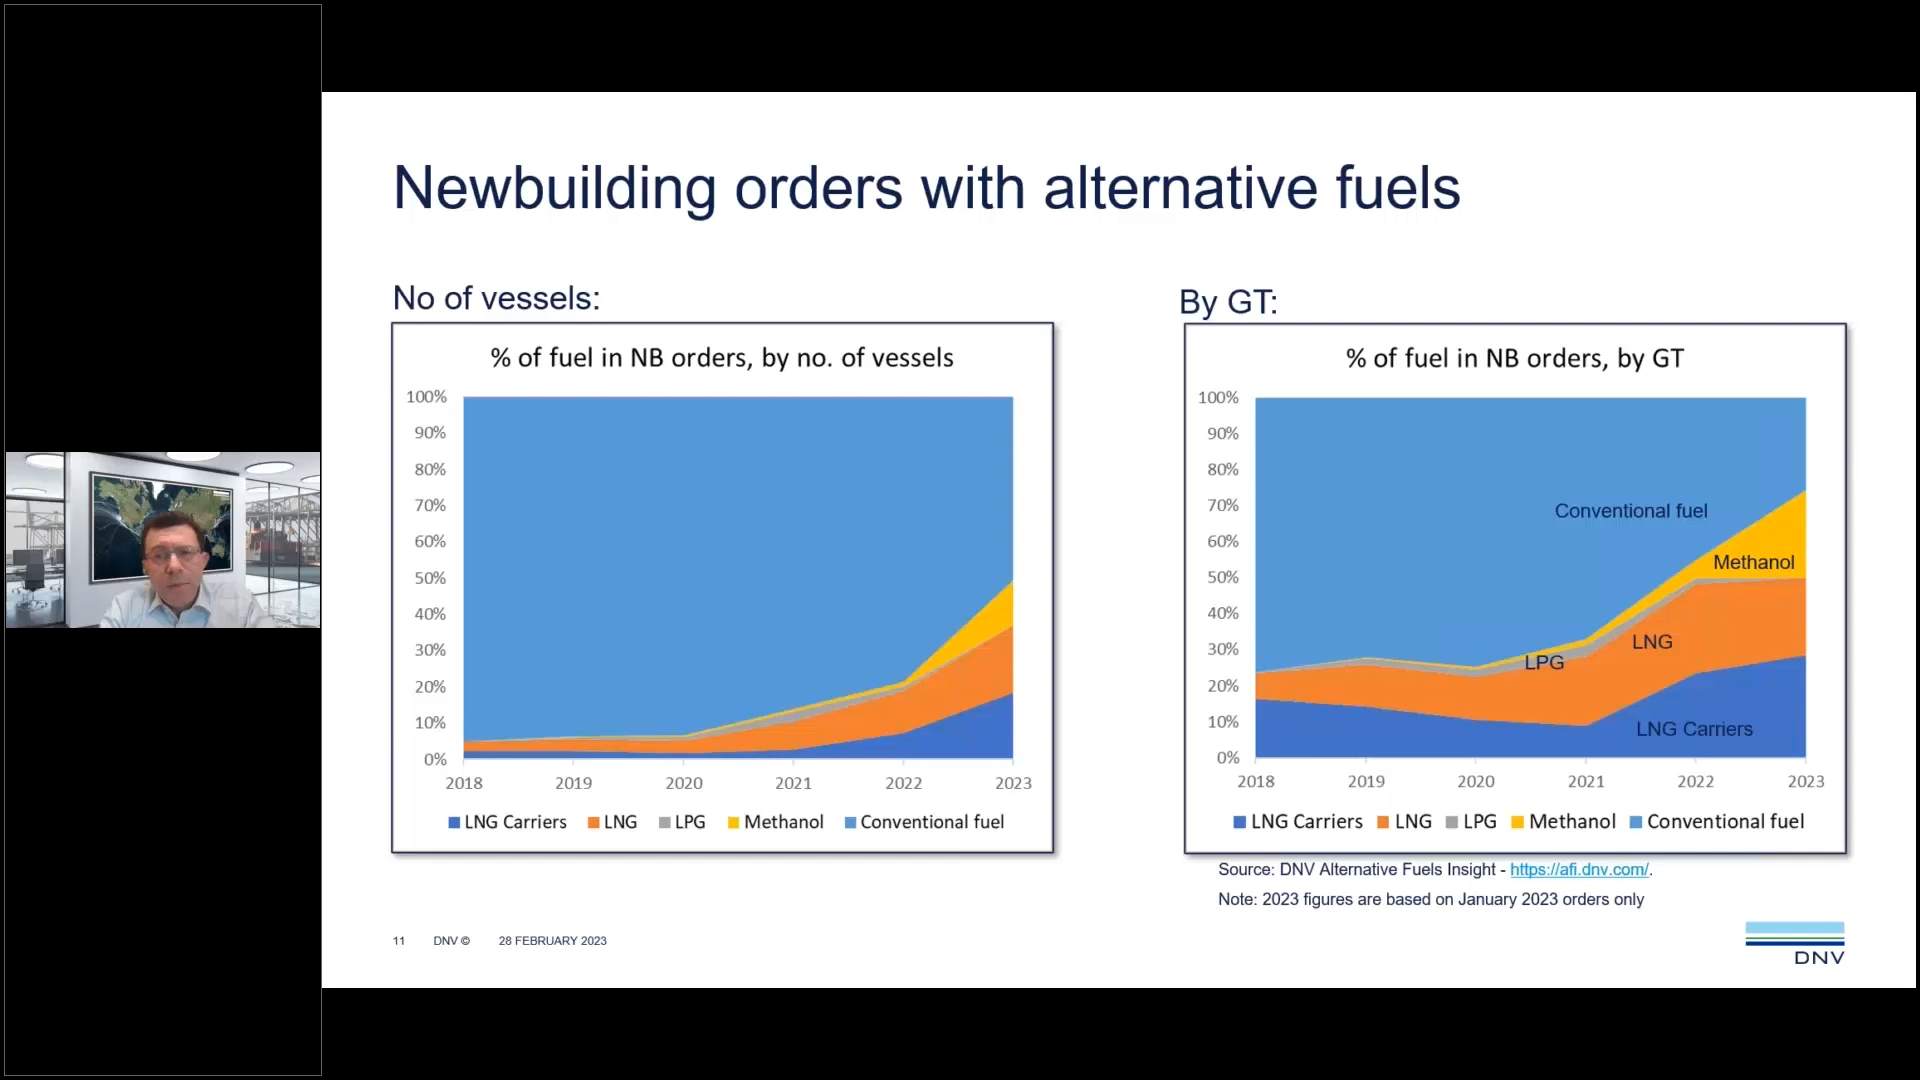 Newbuilding orders with alternative fuels
No of vessels:
% of fuel in NB orders, by no. of vessels
100%
90%
80%
70%
60%
50%
40%
30%
20%
10%
0%
2018 2019 2020 2021 2022 2023
LNG Carriers LNG LPG Methanol Conventional fuel
By GT:
% of fuel in NB orders, by GT
100%
90%
80%
70%
60%
50%
40%
30%
20%
10%
0%
Conventional fuel
Methanol
LNG
LPG
LNG Carriers
2018 2019 2020 2021 2022 2023
LNG Carriers LNG LPG Methanol Conventional fuel
Source: DNV Alternative Fuels Insight - https://afi.dnv.com/.
Note: 2023 figures are based on January 2023 orders only
11 DNV © 28 FEBRUARY 2023
DNV